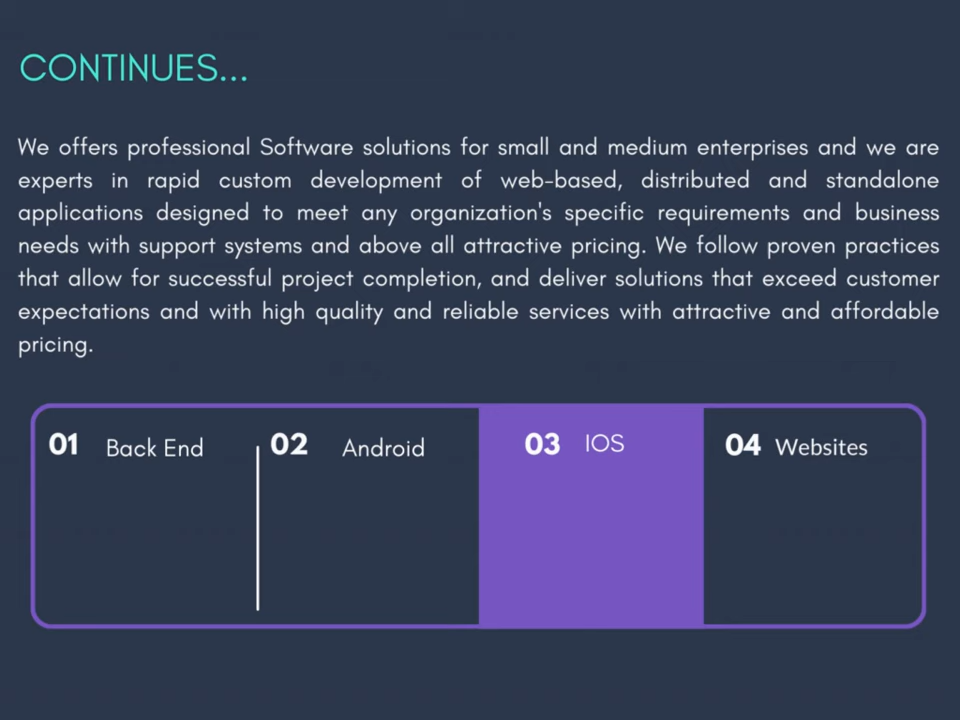 CONTINUES...
We offers professional Software solutions for small and medium enterprises and we are
experts in rapid custom development of web-based, distributed and standalone
applications designed to meet any organization's specific requirements and business
needs with support systems and above all attractive pricing. We follow proven practices
that allow for successful project completion, and deliver solutions that exceed customer
expectations and with high quality and reliable services with attractive and affordable
pricing.
01 Back End 02 Android 03 IOS 04 Websites